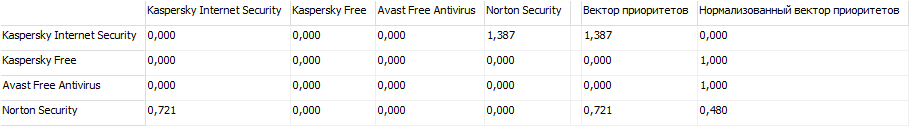 Kaspersky Internet Security Kaspersky Free Avast Free Antivirus Norton Security Вектор приоритетов Нормализованный вектор приоритетов
Kaspersky Internet Security 0,000 0,000 0,000 1,387 1,387 0,000
Kaspersky Free 0,000 0,000 0,000 0,000 0,000 1,000
Avast Free Antivirus 0,000 0,000 0,000 0,000 0,000 1,000
Norton Security 0,721 0,000 0,000 0,000 0,721 0,480